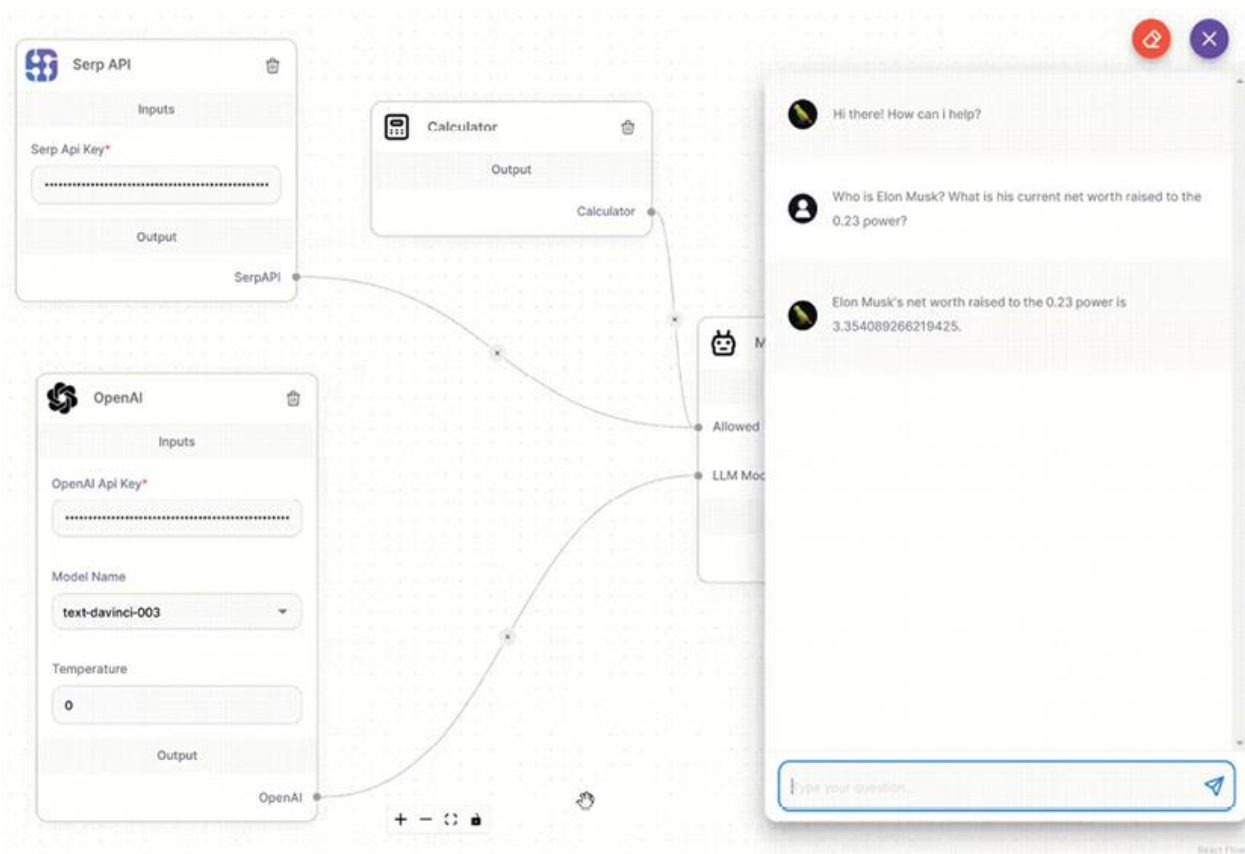 Serp API
Inputs
Serp Api Key*
Output
SerpAPI
Calculator
Output
Calculator
OpenAI
Inputs
OpenAI Api Key*
Model Name
text-davinci-003
Temperature
0
Output
OpenAI
M
Allowed
LLM Mod
Hi there! How can i help?
Who is Elon Musk? What is his current net worth raised to the
0.23 power?
Elon Musk's net worth raised to the 0.23 power is
3.354089266219425.
Type your question...
React Flow